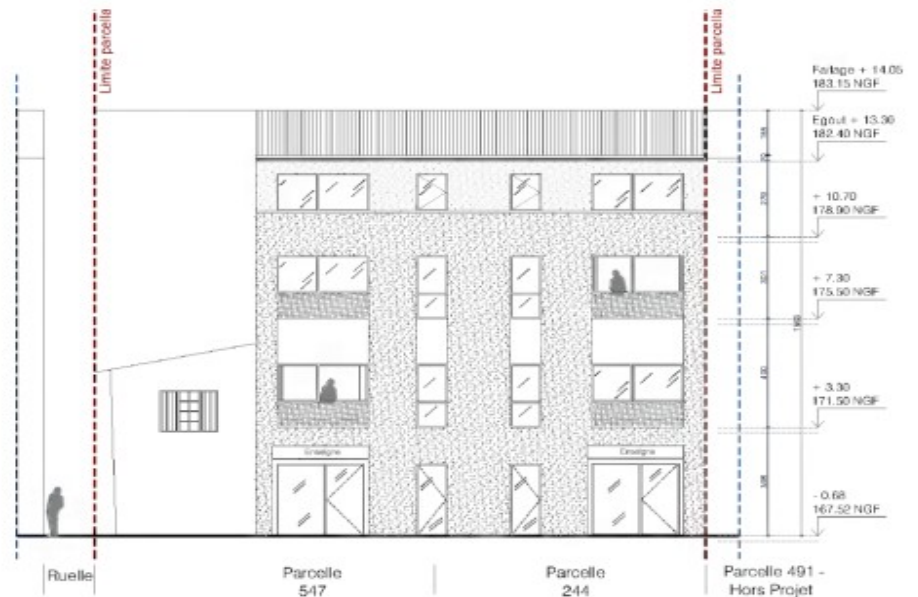 Limite parcelle
Limite parcelle
Faitage + 14.05
183.15 NGF
Egout + 13.30
182.40 NGF
+ 10.70
178.90 NGF
+ 7.30
175.50 NGF
+ 3.30
171.50 NGF
- 0.68
167.52 NGF
270
Enseigne
Enseigne
Ruelle
Parcelle
547
Parcelle
244
Parcelle 491 -
Hors Projet